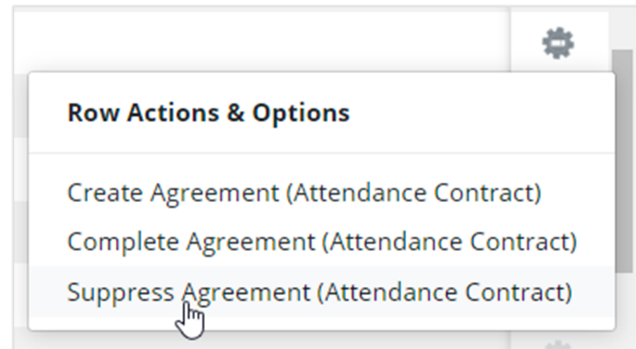 Row Actions & Options
Create Agreement (Attendance Contract)
Complete Agreement (Attendance Contract)
Suppress Agreement (Attendance Contract)